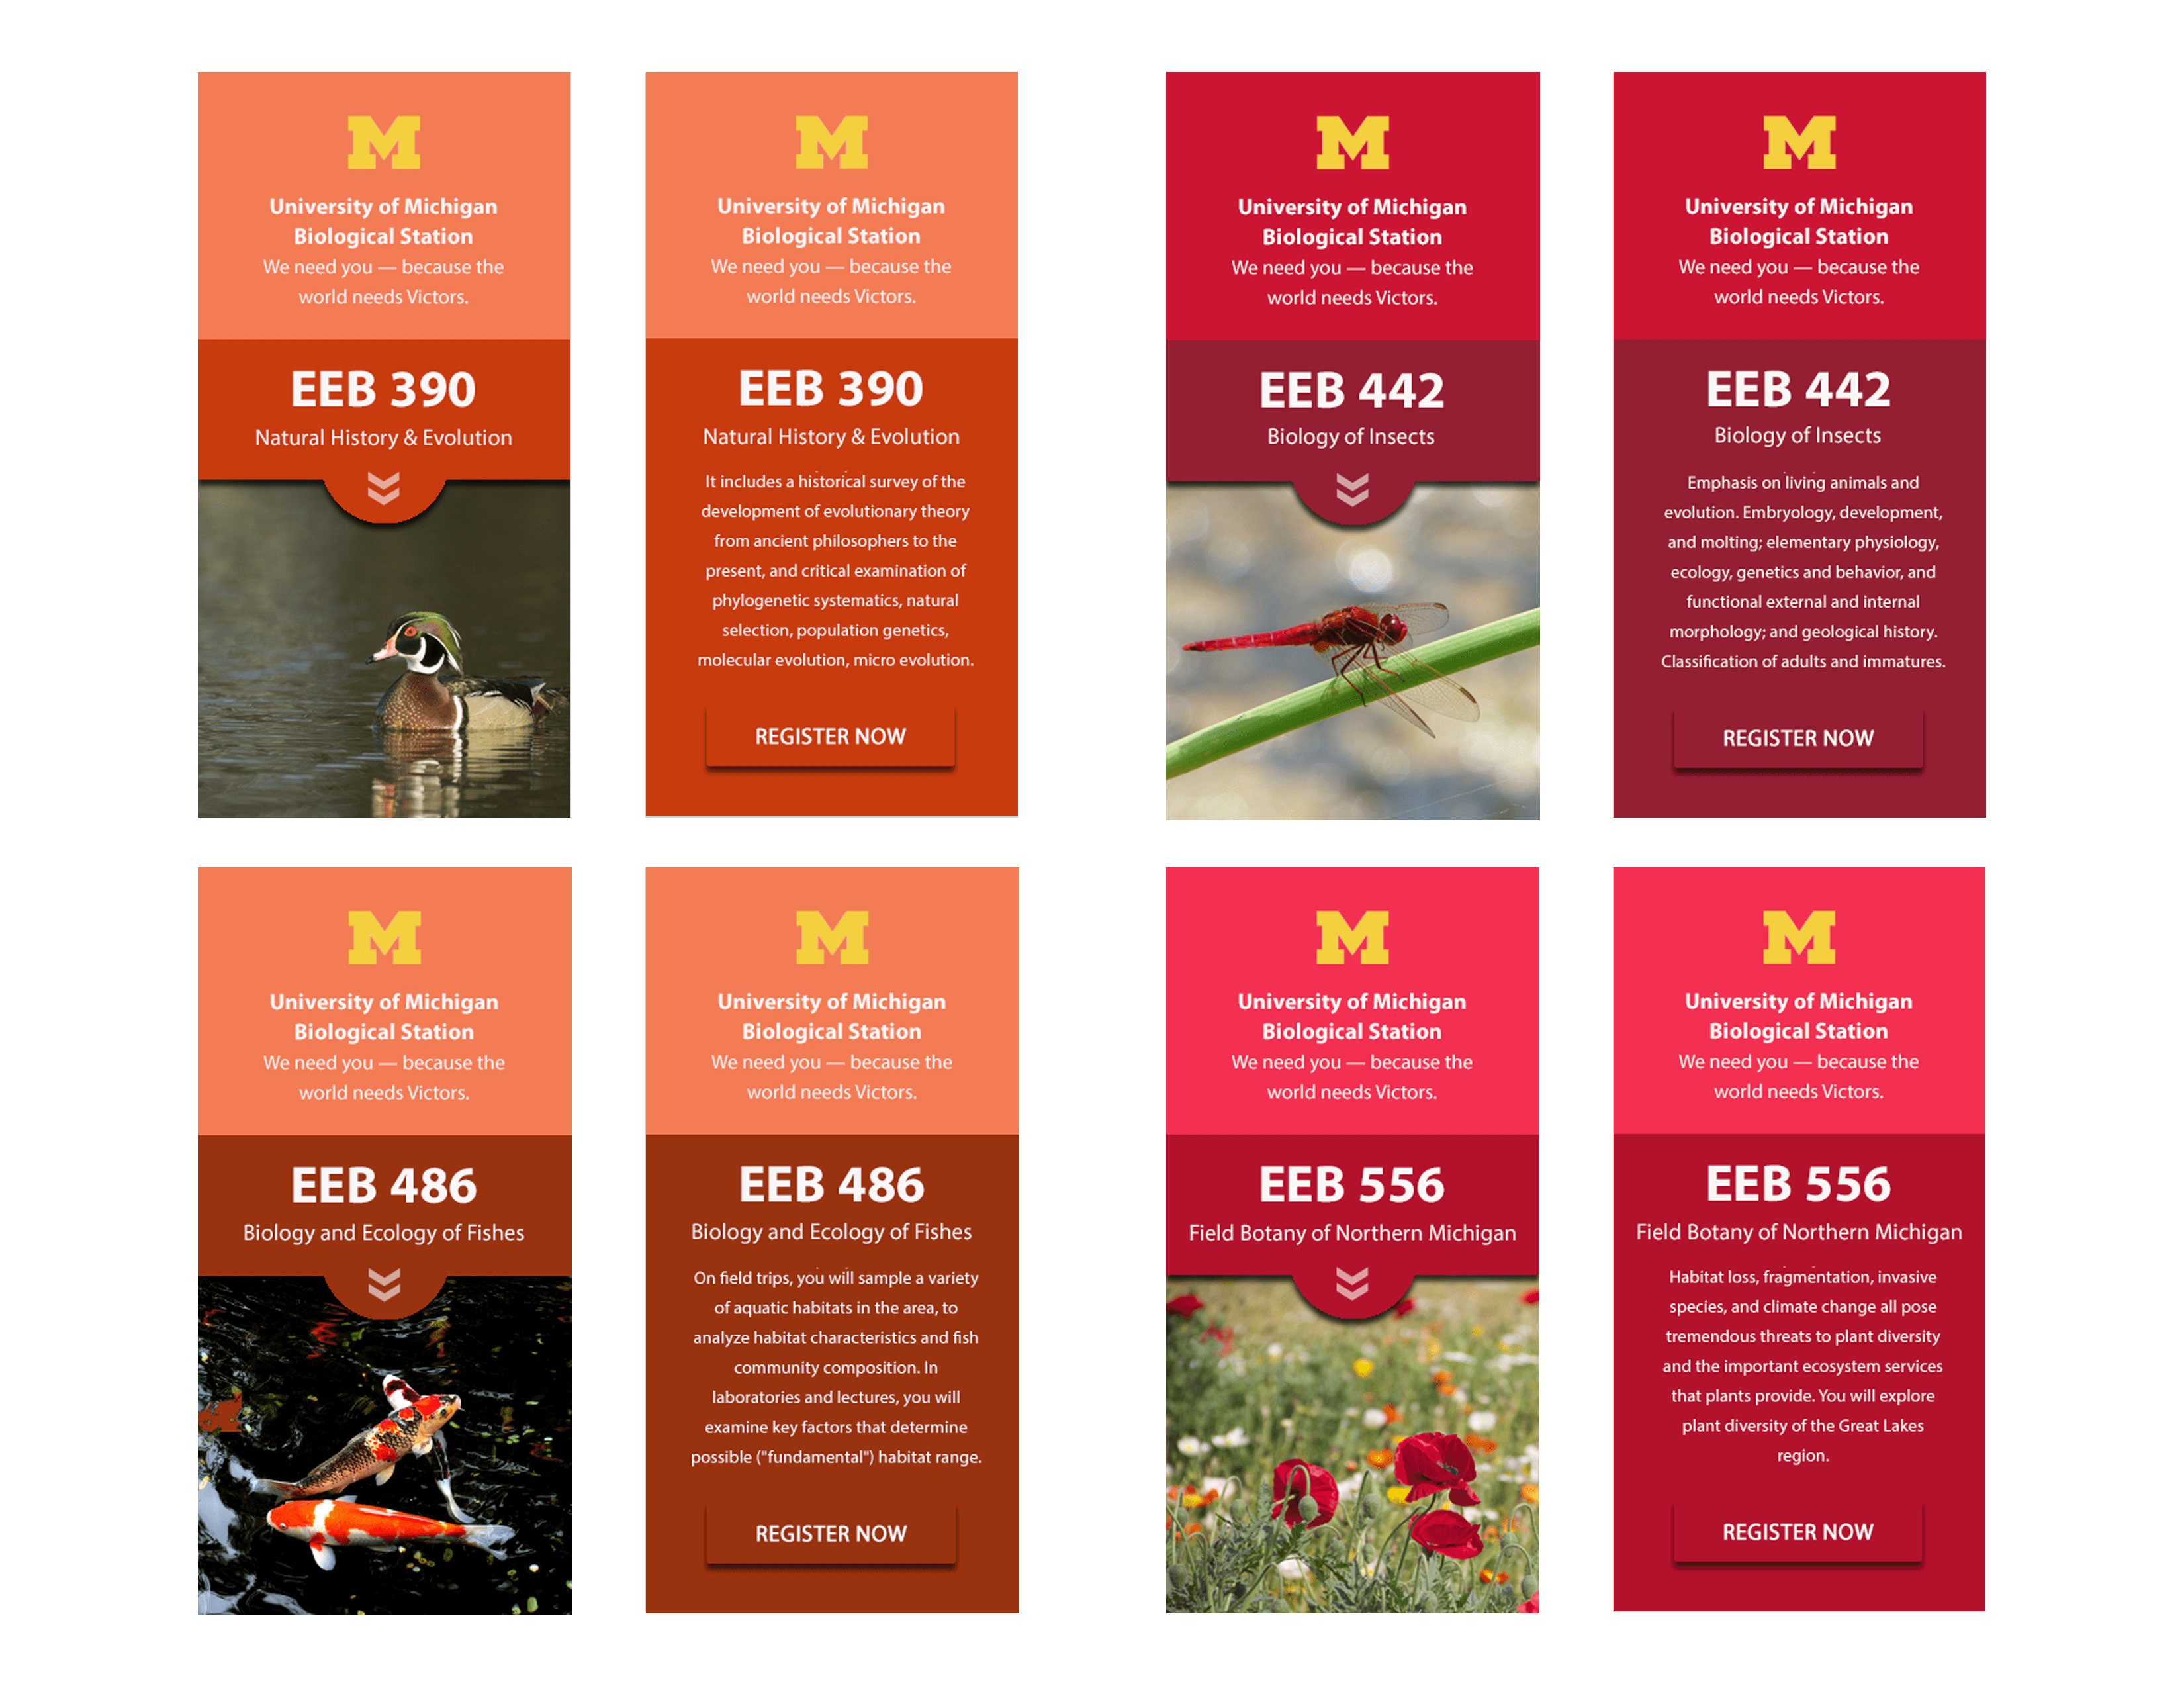 M
University of Michigan
Biological Station
We need you — because the
world needs Victors.
EEB 390
Natural History & Evolution
M
University of Michigan
Biological Station
We need you — because the
world needs Victors.
EEB 390
Natural History & Evolution
It includes a historical survey of the
development of evolutionary theory
from ancient philosophers to the
present, and critical examination of
phylogenetic systematics, natural
selection, population genetics,
molecular evolution, micro evolution.
REGISTER NOW
M
University of Michigan
Biological Station
We need you — because the
world needs Victors.
EEB 442
Biology of Insects
M
University of Michigan
Biological Station
We need you — because the
world needs Victors.
EEB 442
Biology of Insects
Emphasis on living animals and
evolution. Embryology, development,
and molting; elementary physiology,
ecology, genetics and behavior, and
functional external and internal
morphology; and geological history.
Classification of adults and immatures.
REGISTER NOW
M
University of Michigan
Biological Station
We need you — because the
world needs Victors.
EEB 486
Biology and Ecology of Fishes
M
University of Michigan
Biological Station
We need you — because the
world needs Victors.
EEB 486
Biology and Ecology of Fishes
On field trips, you will sample a variety
of aquatic habitats in the area, to
analyze habitat characteristics and fish
community composition. In
laboratories and lectures, you will
examine key factors that determine
possible ("fundamental") habitat range.
REGISTER NOW
M
University of Michigan
Biological Station
We need you — because the
world needs Victors.
EEB 556
Field Botany of Northern Michigan
M
University of Michigan
Biological Station
We need you — because the
world needs Victors.
EEB 556
Field Botany of Northern Michigan
Habitat loss, fragmentation, invasive
species, and climate change all pose
tremendous threats to plant diversity
and the important ecosystem services
that plants provide. You will explore
plant diversity of the Great Lakes
region.
REGISTER NOW